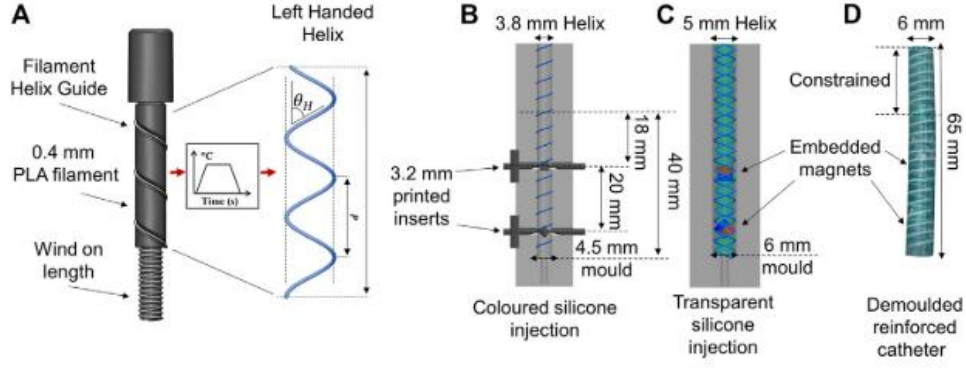 A
Left Handed
Helix
Filament
Helix Guide
0.4 mm
PLA filament
Wind on
length
°C
Time (s)
θH
P
B
3.8 mm Helix
3.2 mm
printed
inserts
18 mm
20 mm
40 mm
4.5 mm
mould
Coloured silicone
injection
C
5 mm Helix
Embedded
magnets
6 mm
mould
Transparent
silicone
injection
D
6 mm
Constrained
65 mm
Demoulded
reinforced
catheter